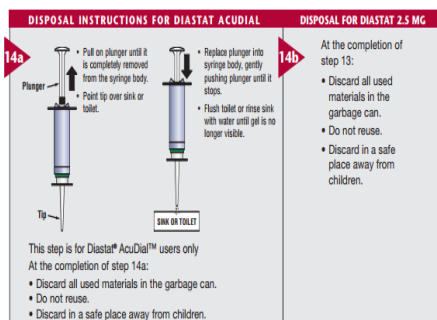 DISPOSAL INSTRUCTIONS FOR DIASTAT ACUDIAL
14a
• Pull on plunger until it
is completely removed
from the syringe body.
• Point tip over sink or
toilet.
Plunger
Tip
• Replace plunger into
syringe body, gently
pushing plunger until it
stops.
• Flush toilet or rinse sink
with water until gel is no
longer visible.
SINK OR TOILET
This step is for Diastat® AcuDial™ users only
At the completion of step 14a:
• Discard all used materials in the garbage can.
• Do not reuse.
• Discard in a safe place away from children.
DISPOSAL FOR DIASTAT 2.5 MG
14b
At the completion of
step 13:
• Discard all used
materials in the
garbage can.
• Do not reuse.
• Discard in a safe
place away from
children.